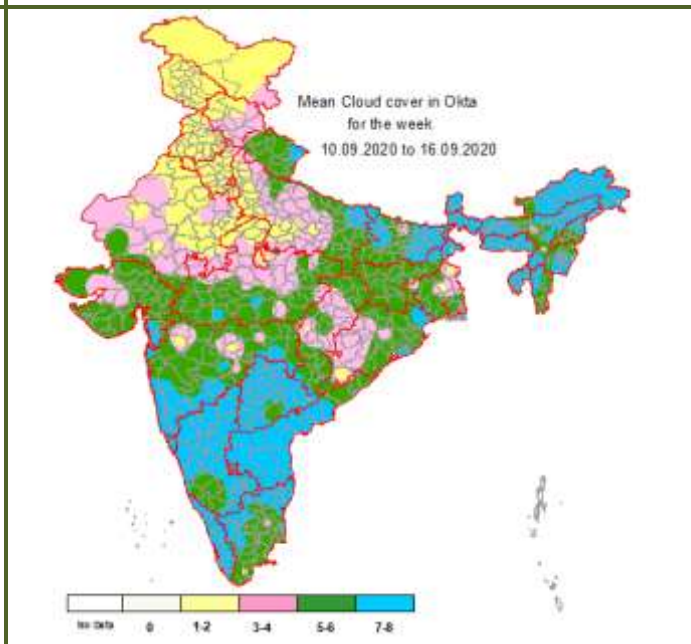 Mean Cloud cover in Okta
for the week
10.09.2020 to 16.09.2020
No Data 0 1-2 3-4 5-6 7-8